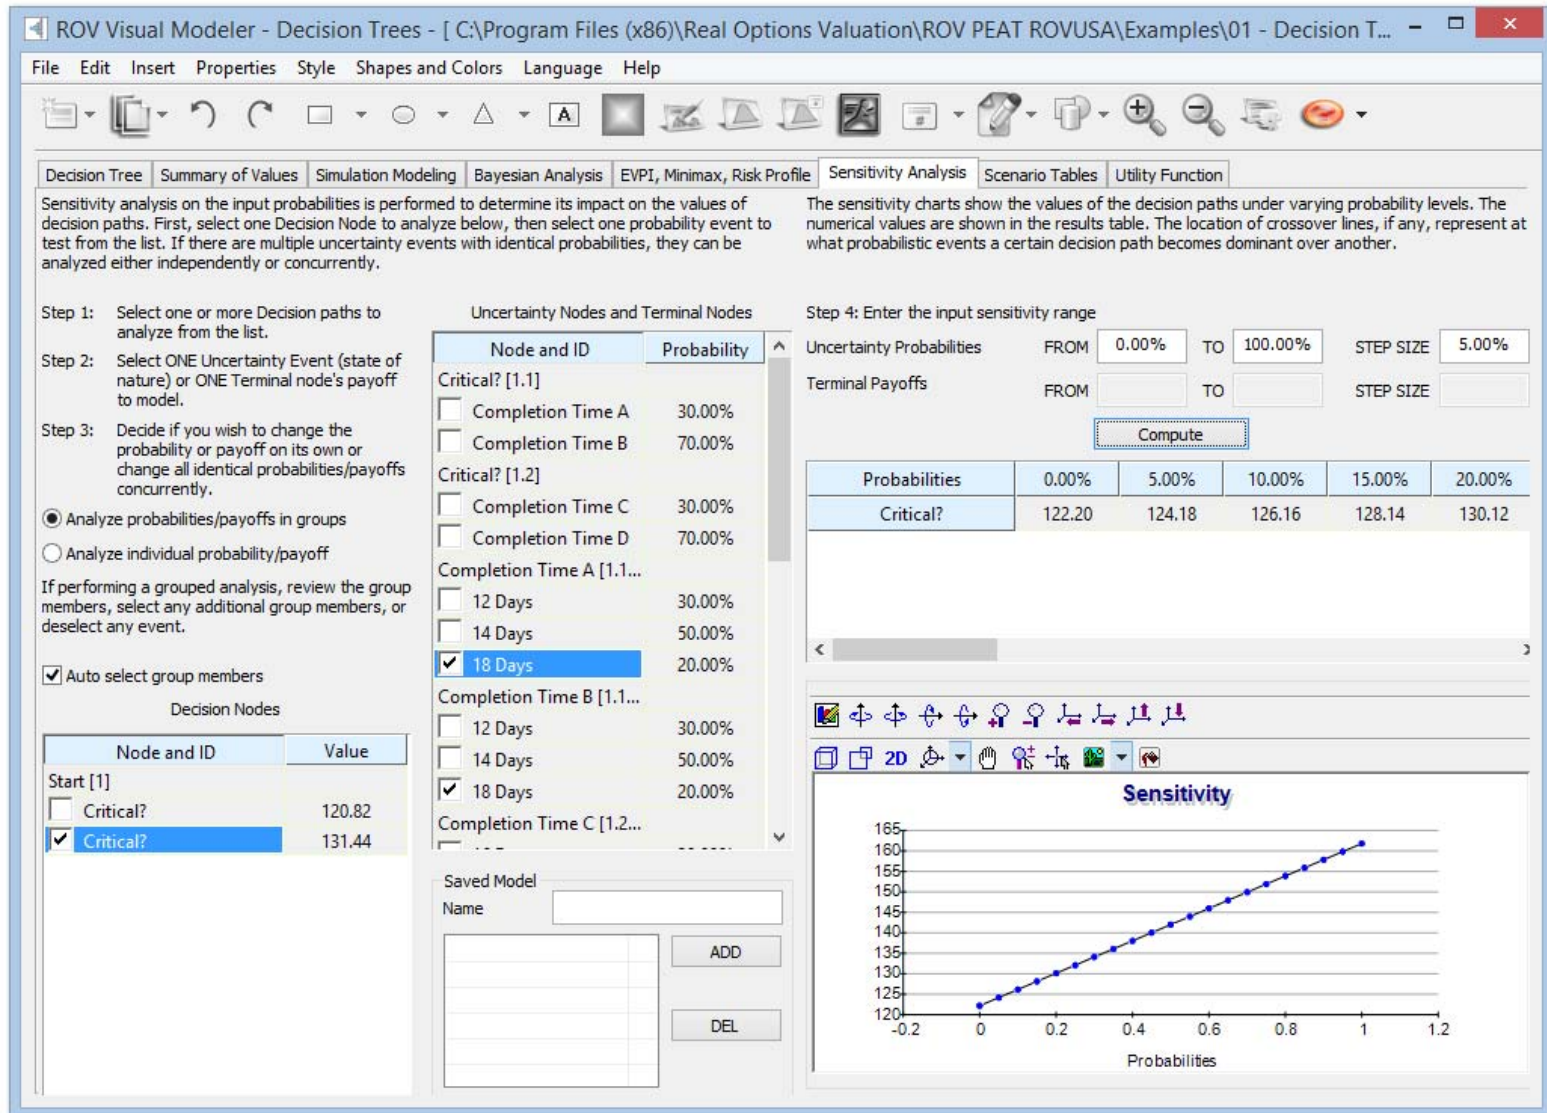 ROV Visual Modeler - Decision Trees - [ C:\Program Files (x86)\Real Options Valuation\ROV PEAT ROVUSA\Examples\01 - Decision T...
File Edit Insert Properties Style Shapes and Colors Language Help
A
Decision Tree Summary of Values Simulation Modeling Bayesian Analysis EVPI, Minimax, Risk Profile Sensitivity Analysis Scenario Tables Utility Function
Sensitivity analysis on the input probabilities is performed to determine its impact on the values of
decision paths. First, select one Decision Node to analyze below, then select one probability event to
test from the list. If there are multiple uncertainty events with identical probabilities, they can be
analyzed either independently or concurrently.
Step 1: Select one or more Decision paths to
analyze from the list.
Step 2: Select ONE Uncertainty Event (state of
nature) or ONE Terminal node's payoff
to model.
Step 3: Decide if you wish to change the
probability or payoff on its own or
change all identical probabilities/payoffs
concurrently.
Analyze probabilities/payoffs in groups
Analyze individual probability/payoff
If performing a grouped analysis, review the group
members, select any additional group members, or
deselect any event.
Auto select group members
Decision Nodes
Node and ID Value
Start [1]
Critical? 120.82
Critical? 131.44
Uncertainty Nodes and Terminal Nodes
Node and ID Probability
Critical? [1.1]
Completion Time A 30.00%
Completion Time B 70.00%
Critical? [1.2]
Completion Time C 30.00%
Completion Time D 70.00%
Completion Time A [1.1...
12 Days 30.00%
14 Days 50.00%
18 Days 20.00%
Completion Time B [1.1...
12 Days 30.00%
14 Days 50.00%
18 Days 20.00%
Completion Time C [1.2...
Saved Model
Name
ADD
DEL
The sensitivity charts show the values of the decision paths under varying probability levels. The
numerical values are shown in the results table. The location of crossover lines, if any, represent at
what probabilistic events a certain decision path becomes dominant over another.
Step 4: Enter the input sensitivity range
Uncertainty Probabilities FROM 0.00% TO 100.00% STEP SIZE 5.00%
Terminal Payoffs FROM TO STEP SIZE
Compute
Probabilities 0.00% 5.00% 10.00% 15.00% 20.00%
Critical? 122.20 124.18 126.16 128.14 130.12
2D
Sensitivity
165
160
155
150
145
140
135
130
125
120
-0.2 0 0.2 0.4 0.6 0.8 1 1.2
Probabilities